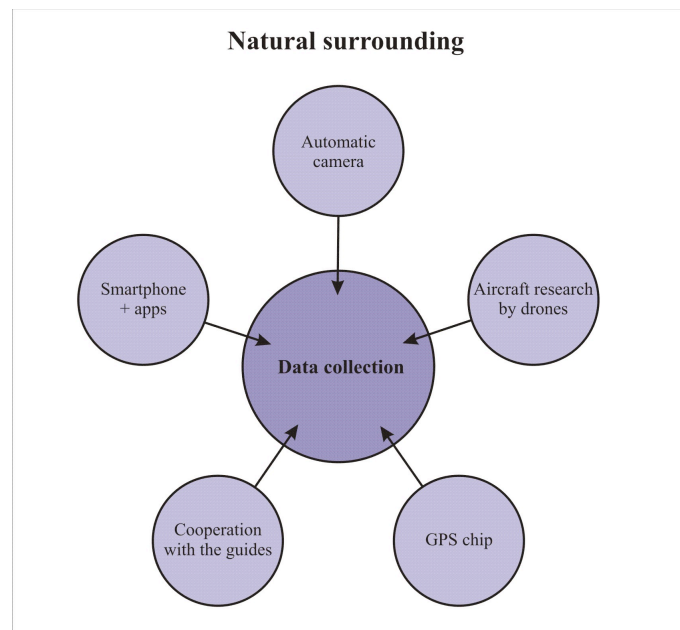 Natural surrounding
Automatic
camera
Smartphone
+ apps
Aircraft research
by drones
Data collection
Cooperation
with the guides
GPS chip